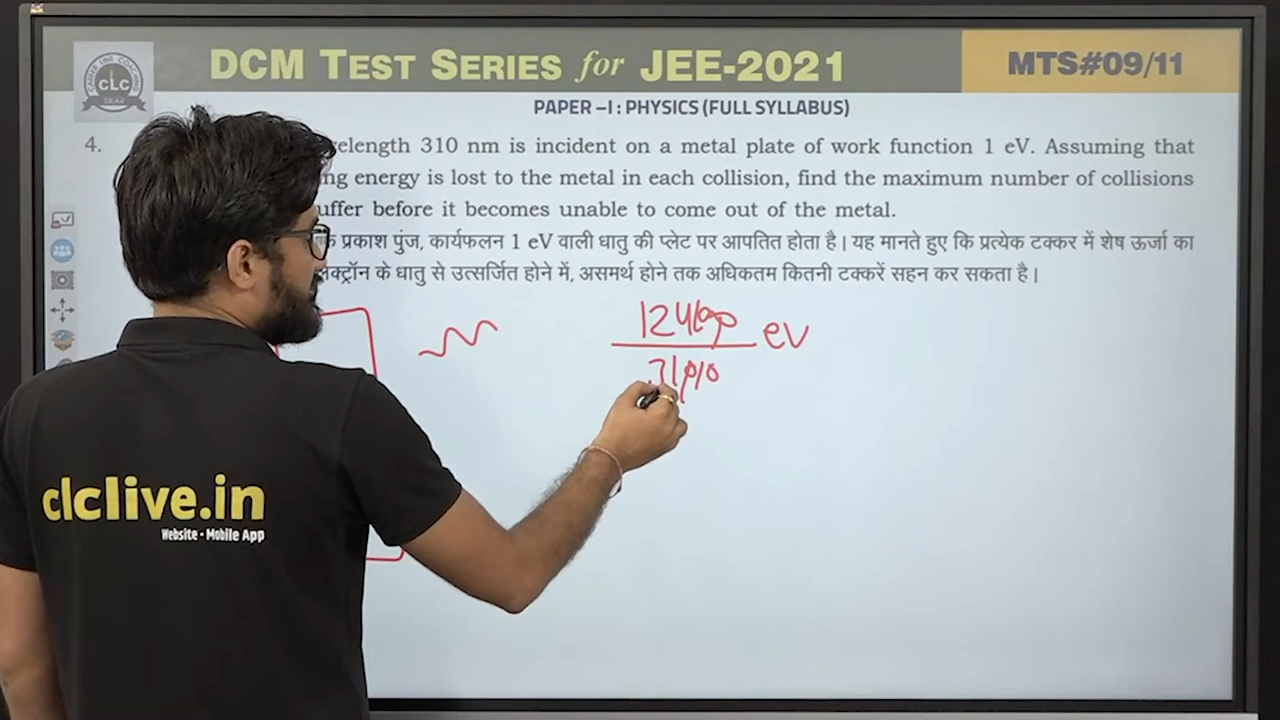 DCM TEST SERIES for JEE-2021
MTS#09/11
CLC
SIKAR
PAPER –I : PHYSICS (FULL SYLLABUS)
4.
elength 310 nm is incident on a metal plate of work function 1 eV. Assuming that
ng energy is lost to the metal in each collision, find the maximum number of collisions
uffer before it becomes unable to come out of the metal.
प्रकाश पुंज, कार्यफलन 1 eV वाली धातु की प्लेट पर आपतित होता है। यह मानते हुए कि प्रत्येक टक्कर में शेष ऊर्जा का
क्ट्रॉन के धातु से उत्सर्जित होने में, असमर्थ होने तक अधिकतम कितनी टक्करें सहन कर सकता है।
12400
eV
3100
clclive.in
Website • Mobile App